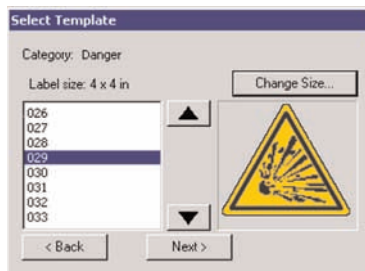 Select Template
Category: Danger
Label size: 4 x 4 in
Change Size...
026
027
028
029
030
031
032
033
< Back
Next >